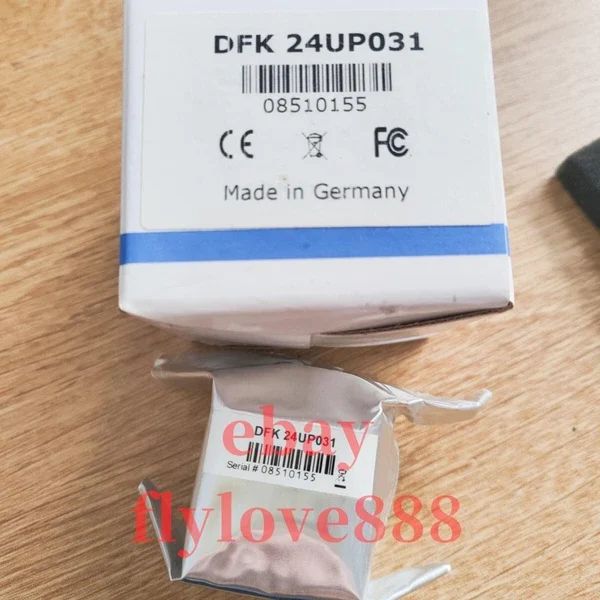 DFK 24UP031
08510155
CE FC
Made in Germany
ebay
DFK 24UP031
Serial # 08510155
flylove888